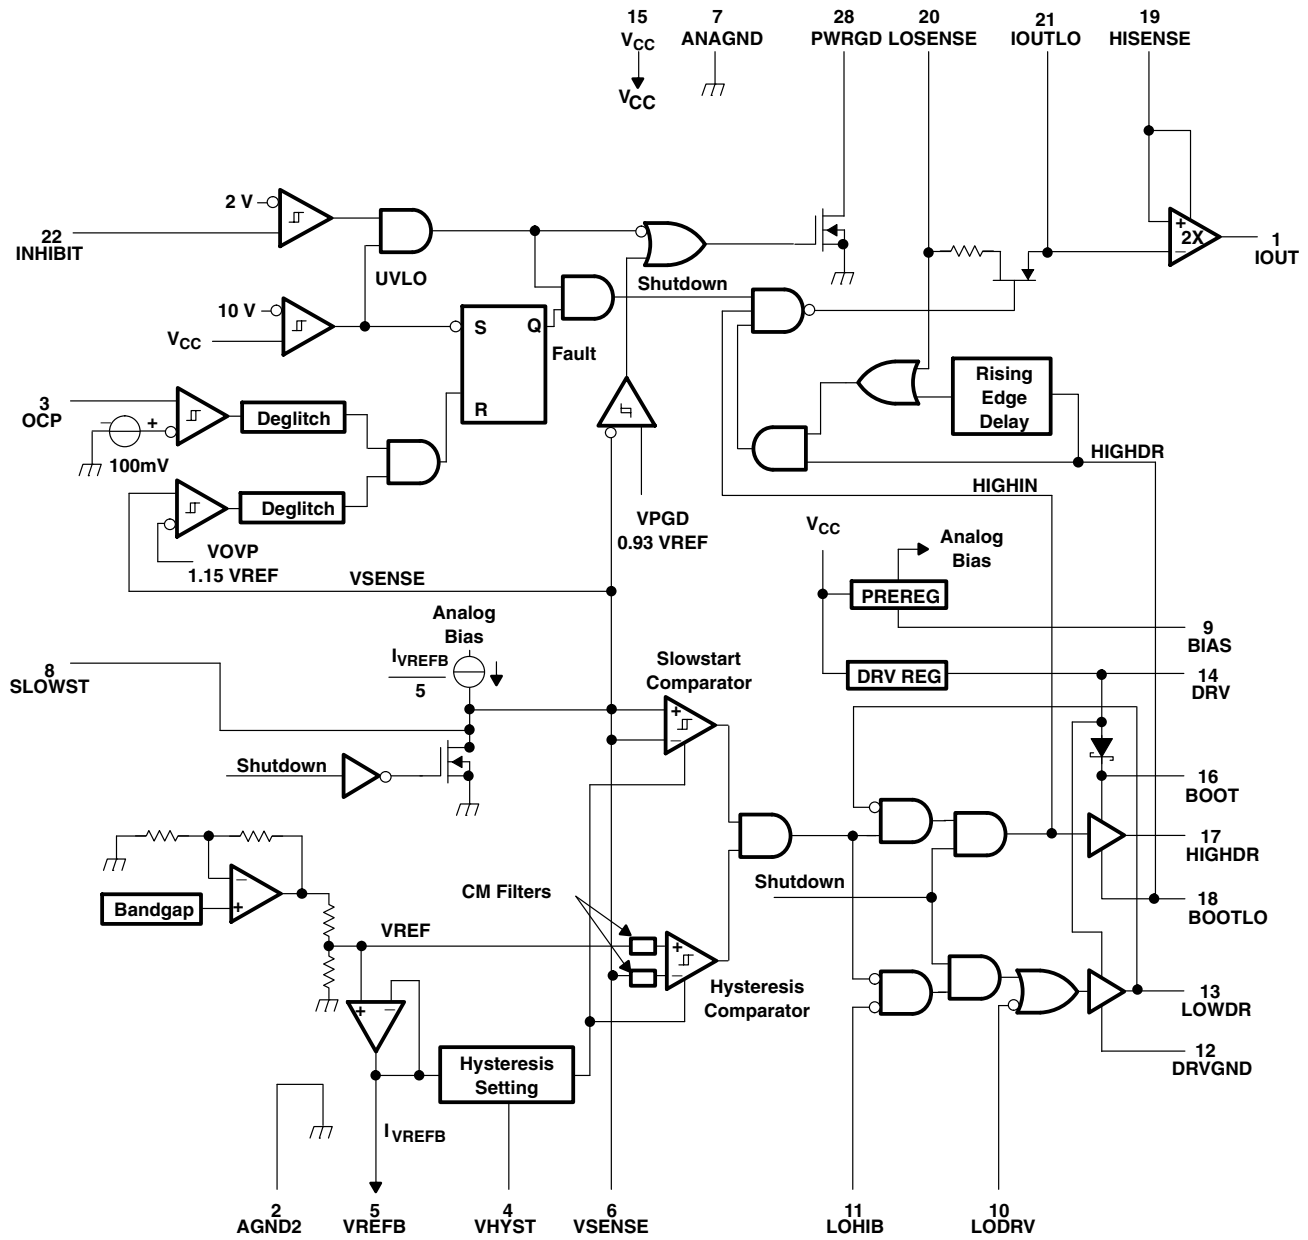 15
VCC
VCC
7
ANAGND
28
PWRGD
20
LOSENSE
21
IOUTLO
19
HISENSE
2 V
22
INHIBIT
UVLO
+
2X
−
1
IOUT
Shutdown
10 V
VCC
S
Q
R
Fault
3
OCP
−
+
100mV
Deglitch
Deglitch
VOVP
1.15 VREF
VPGD
0.93 VREF
Rising
Edge
Delay
HIGHDR
HIGHIN
VCC
Analog
Bias
PREREG
9
BIAS
VSENSE
Analog
Bias
IVREFB
5
8
SLOWST
Slowstart
Comparator
+
−
DRV REG
14
DRV
Shutdown
16
BOOT
17
HIGHDR
Shutdown
18
BOOTLO
−
+
Bandgap
CM Filters
VREF
+
−
Hysteresis
Comparator
+
−
13
LOWDR
12
DRVGND
Hysteresis
Setting
IVREFB
2
AGND2
5
VREFB
4
VHYST
6
VSENSE
11
LOHIB
10
LODRV